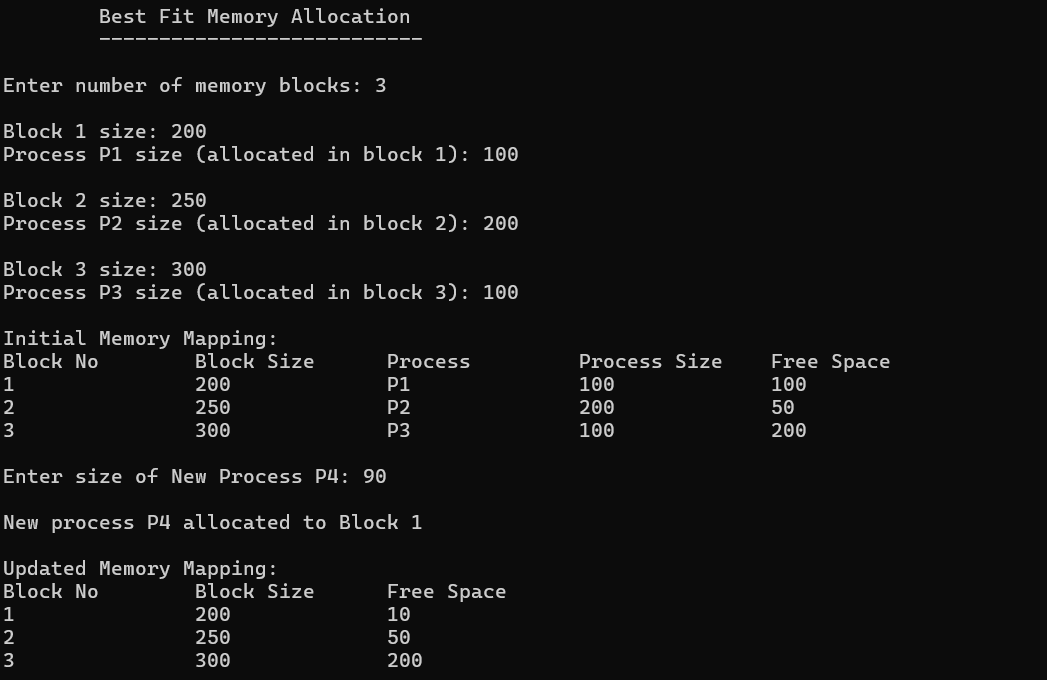 Best Fit Memory Allocation
---------------------------
Enter number of memory blocks: 3
Block 1 size: 200
Process P1 size (allocated in block 1): 100
Block 2 size: 250
Process P2 size (allocated in block 2): 200
Block 3 size: 300
Process P3 size (allocated in block 3): 100
Initial Memory Mapping:
Block No Block Size Process Process Size Free Space
1 200 P1 100 100
2 250 P2 200 50
3 300 P3 100 200
Enter size of New Process P4: 90
New process P4 allocated to Block 1
Updated Memory Mapping:
Block No Block Size Free Space
1 200 10
2 250 50
3 300 200